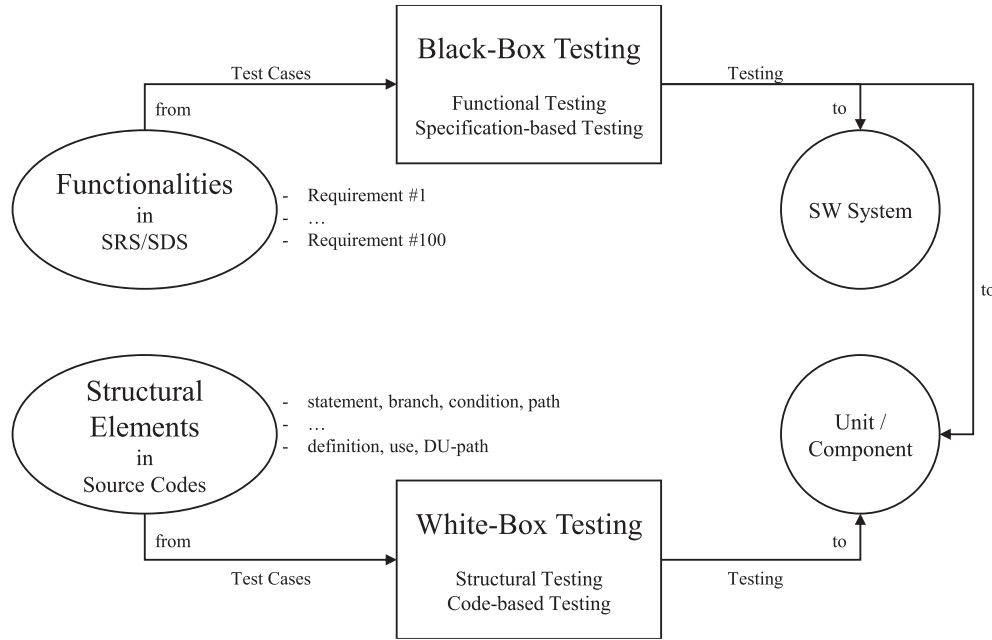 Black-Box Testing
Functional Testing
Specification-based Testing
Test Cases
from
Testing
to
to
Functionalities
in
SRS/SDS
- Requirement #1
- …
- Requirement #100
SW System
Structural
Elements
in
Source Codes
- statement, branch, condition, path
- …
- definition, use, DU-path
Unit /
Component
White-Box Testing
Structural Testing
Code-based Testing
from
Test Cases
to
Testing